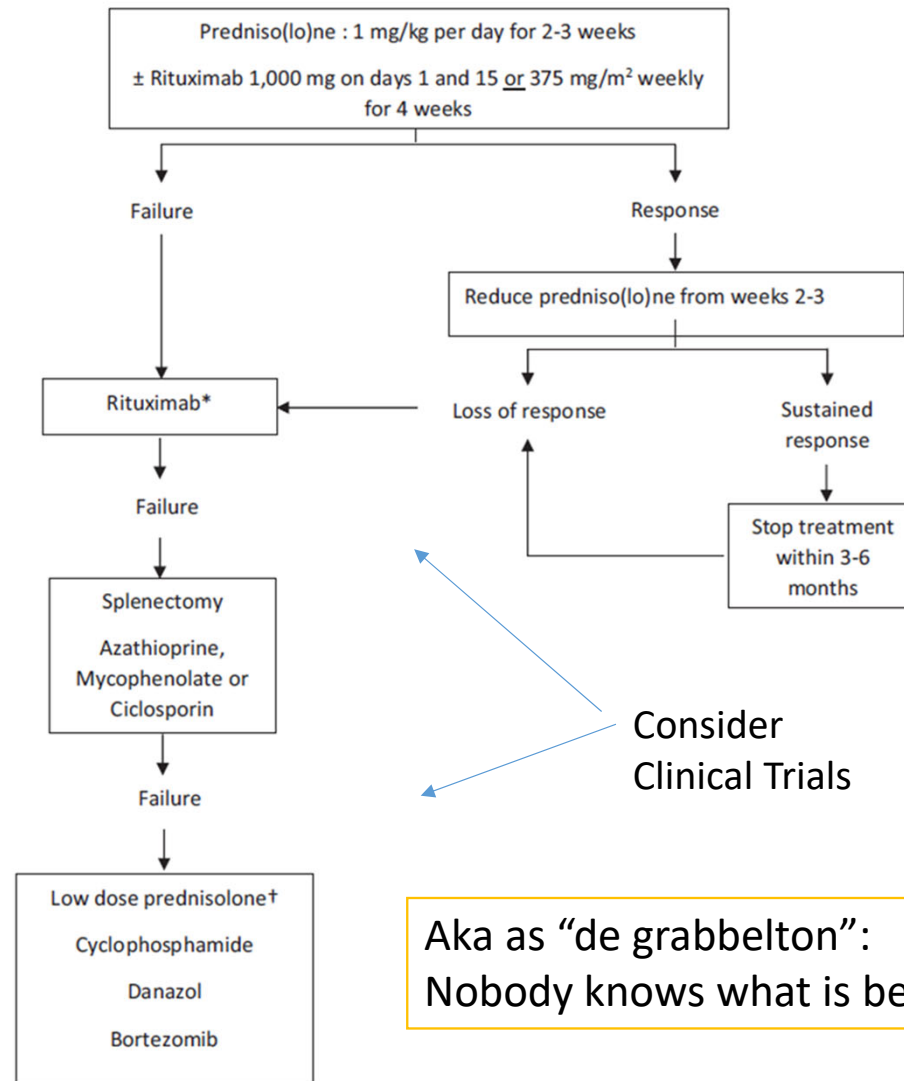 Predniso(lo)ne : 1 mg/kg per day for 2-3 weeks
± Rituximab 1,000 mg on days 1 and 15 or 375 mg/m² weekly
for 4 weeks
Failure
Response
Reduce predniso(lo)ne from weeks 2-3
Rituximab*
Loss of response
Sustained
response
Failure
Stop treatment
within 3-6
months
Splenectomy
Azathioprine,
Mycophenolate or
Ciclosporin
Consider
Clinical Trials
Failure
Low dose prednisolone†
Cyclophosphamide
Danazol
Bortezomib
Aka as “de grabbelton”:
Nobody knows what is